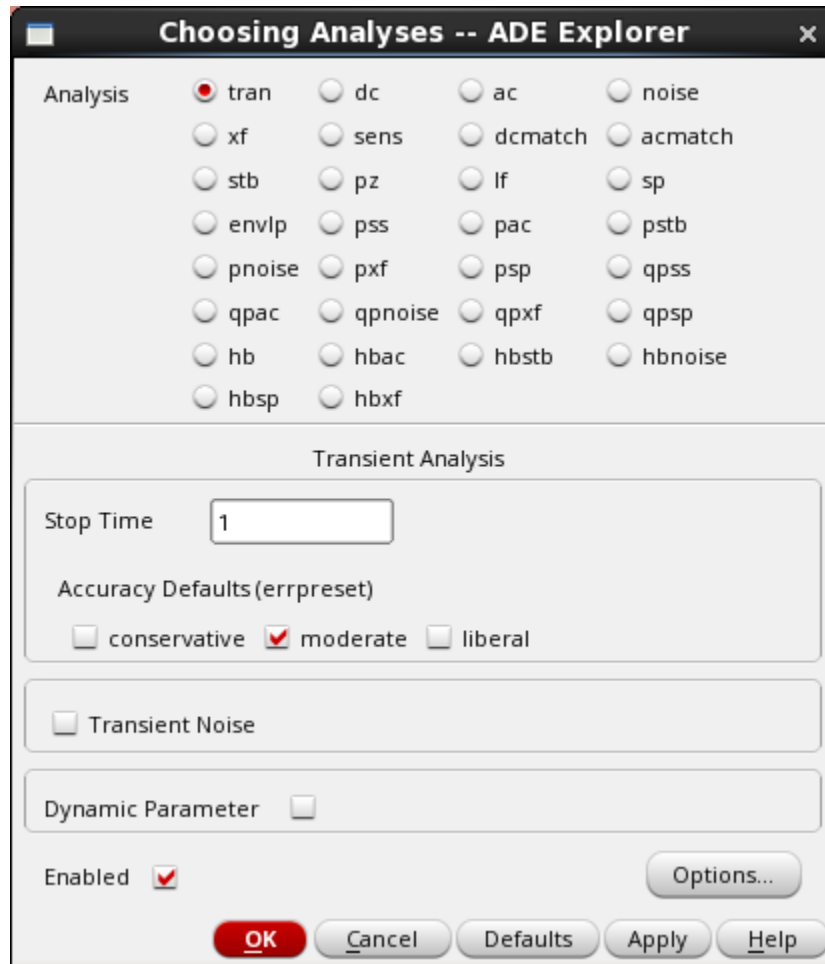 Choosing Analyses -- ADE Explorer
Analysis tran dc ac noise
xf sens dcmatch acmatch
stb pz lf sp
envlp pss pac pstb
pnoise pxf psp qpss
qpac qpnoise qpxf qpsp
hb hbac hbstb hbnoise
hbsp hbxf
Transient Analysis
Stop Time 1
Accuracy Defaults (errpreset)
conservative moderate liberal
Transient Noise
Dynamic Parameter
Enabled Options...
OK Cancel Defaults Apply Help